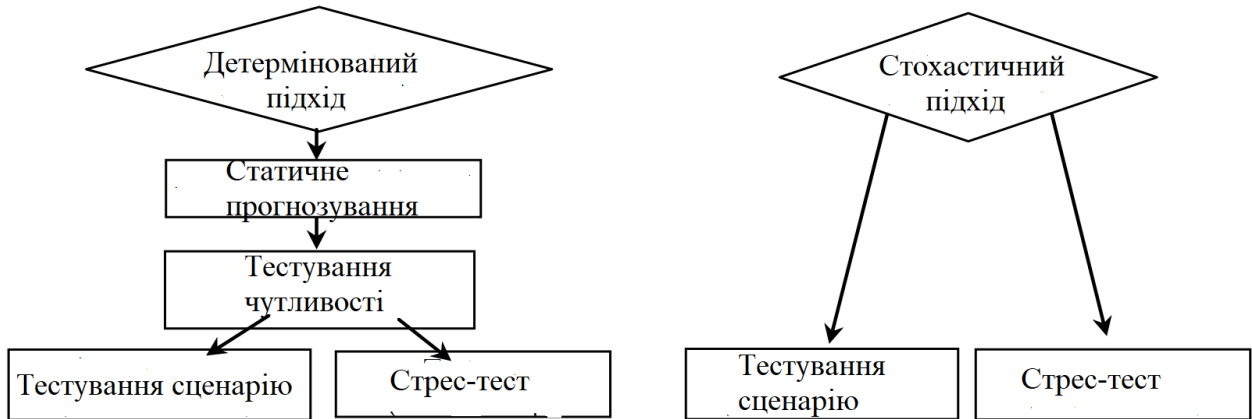 Детермінований
підхід
Статичне
прогнозування
Тестування
чутливості
Тестування сценарію
Стрес-тест
Стохастичний
підхід
Тестування
сценарію
Стрес-тест